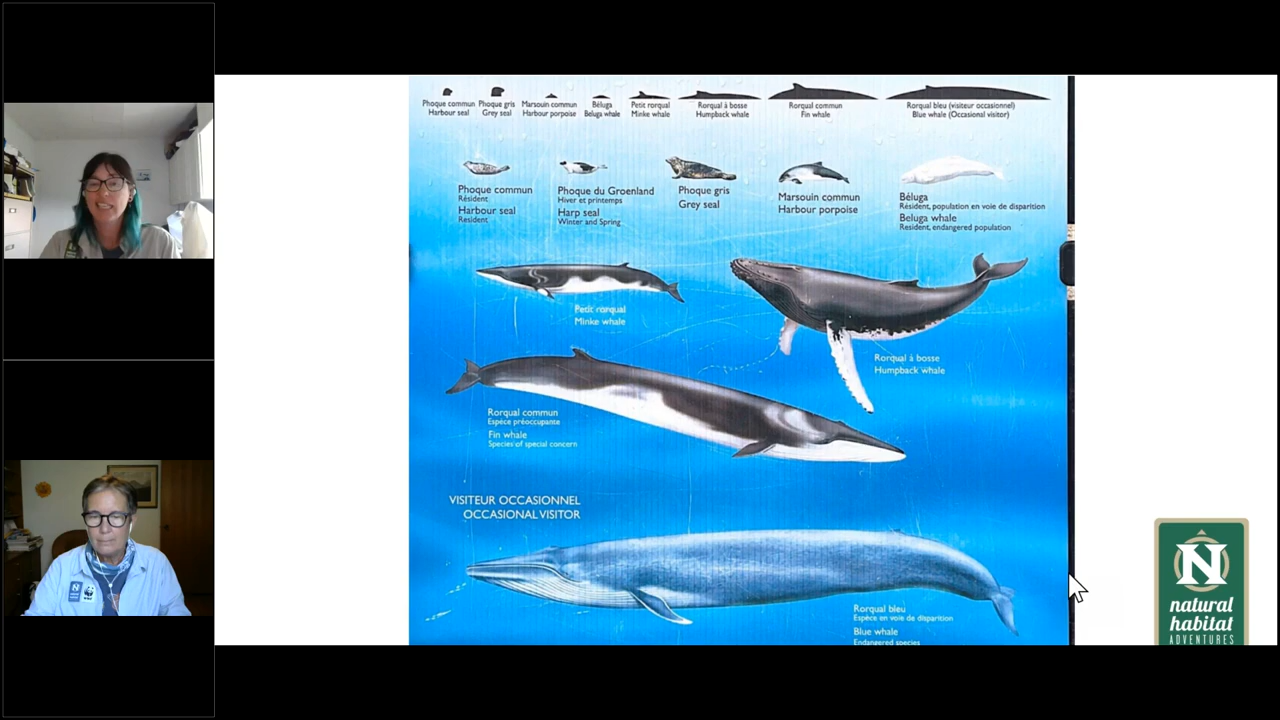 Phoque commun
Harbour seal
Phoque gris
Grey seal
Marsouin commun
Harbour porpoise
Béluga
Beluga whale
Petit rorqual
Minke whale
Rorqual à bosse
Humpback whale
Rorqual commun
Fin whale
Rorqual bleu (visiteur occasionnel)
Blue whale (Occasional visitor)
Phoque commun
Résident
Harbour seal
Resident
Phoque du Groenland
Hiver et printemps
Harp seal
Winter and Spring
Phoque gris
Grey seal
Marsouin commun
Harbour porpoise
Béluga
Résident, population en voie de disparition
Beluga whale
Resident, endangered population
Petit rorqual
Minke whale
Rorqual à bosse
Humpback whale
Rorqual commun
Espèce préoccupante
Fin whale
Species of special concern
VISITEUR OCCASIONNEL
OCCASIONAL VISITOR
Rorqual bleu
Espèce en voie de disparition
Blue whale
Endangered species
N
natural
habitat
ADVENTURES